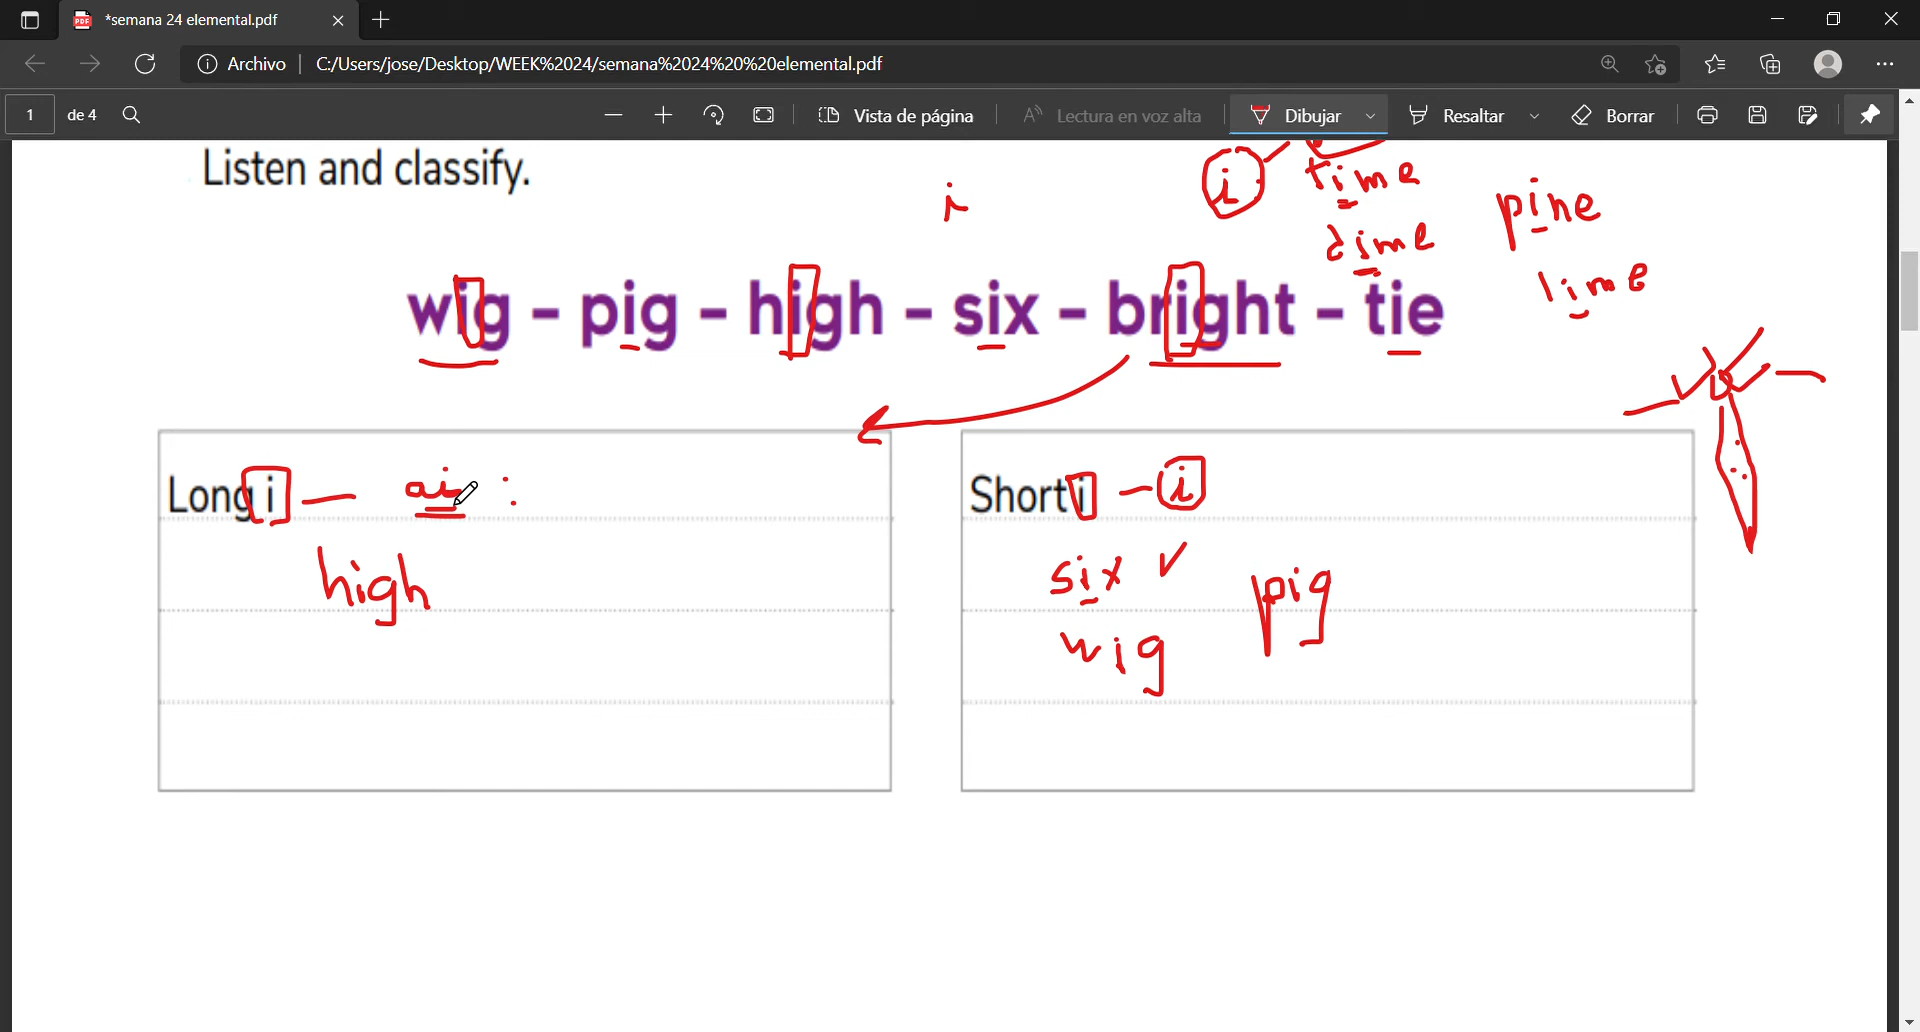 *semana 24 elemental.pdf
Archivo C:/Users/jose/Desktop/WEEK%2024/semana%2024%20%20elemental.pdf
1 de 4 Vista de página Lectura en voz alta Dibujar Resaltar Borrar
Listen and classify.
i
i time
dime
pine
lime
wig – pig – high – six – bright – tie
Long i — ai :
high
Short i — i
six ✓
wig
pig